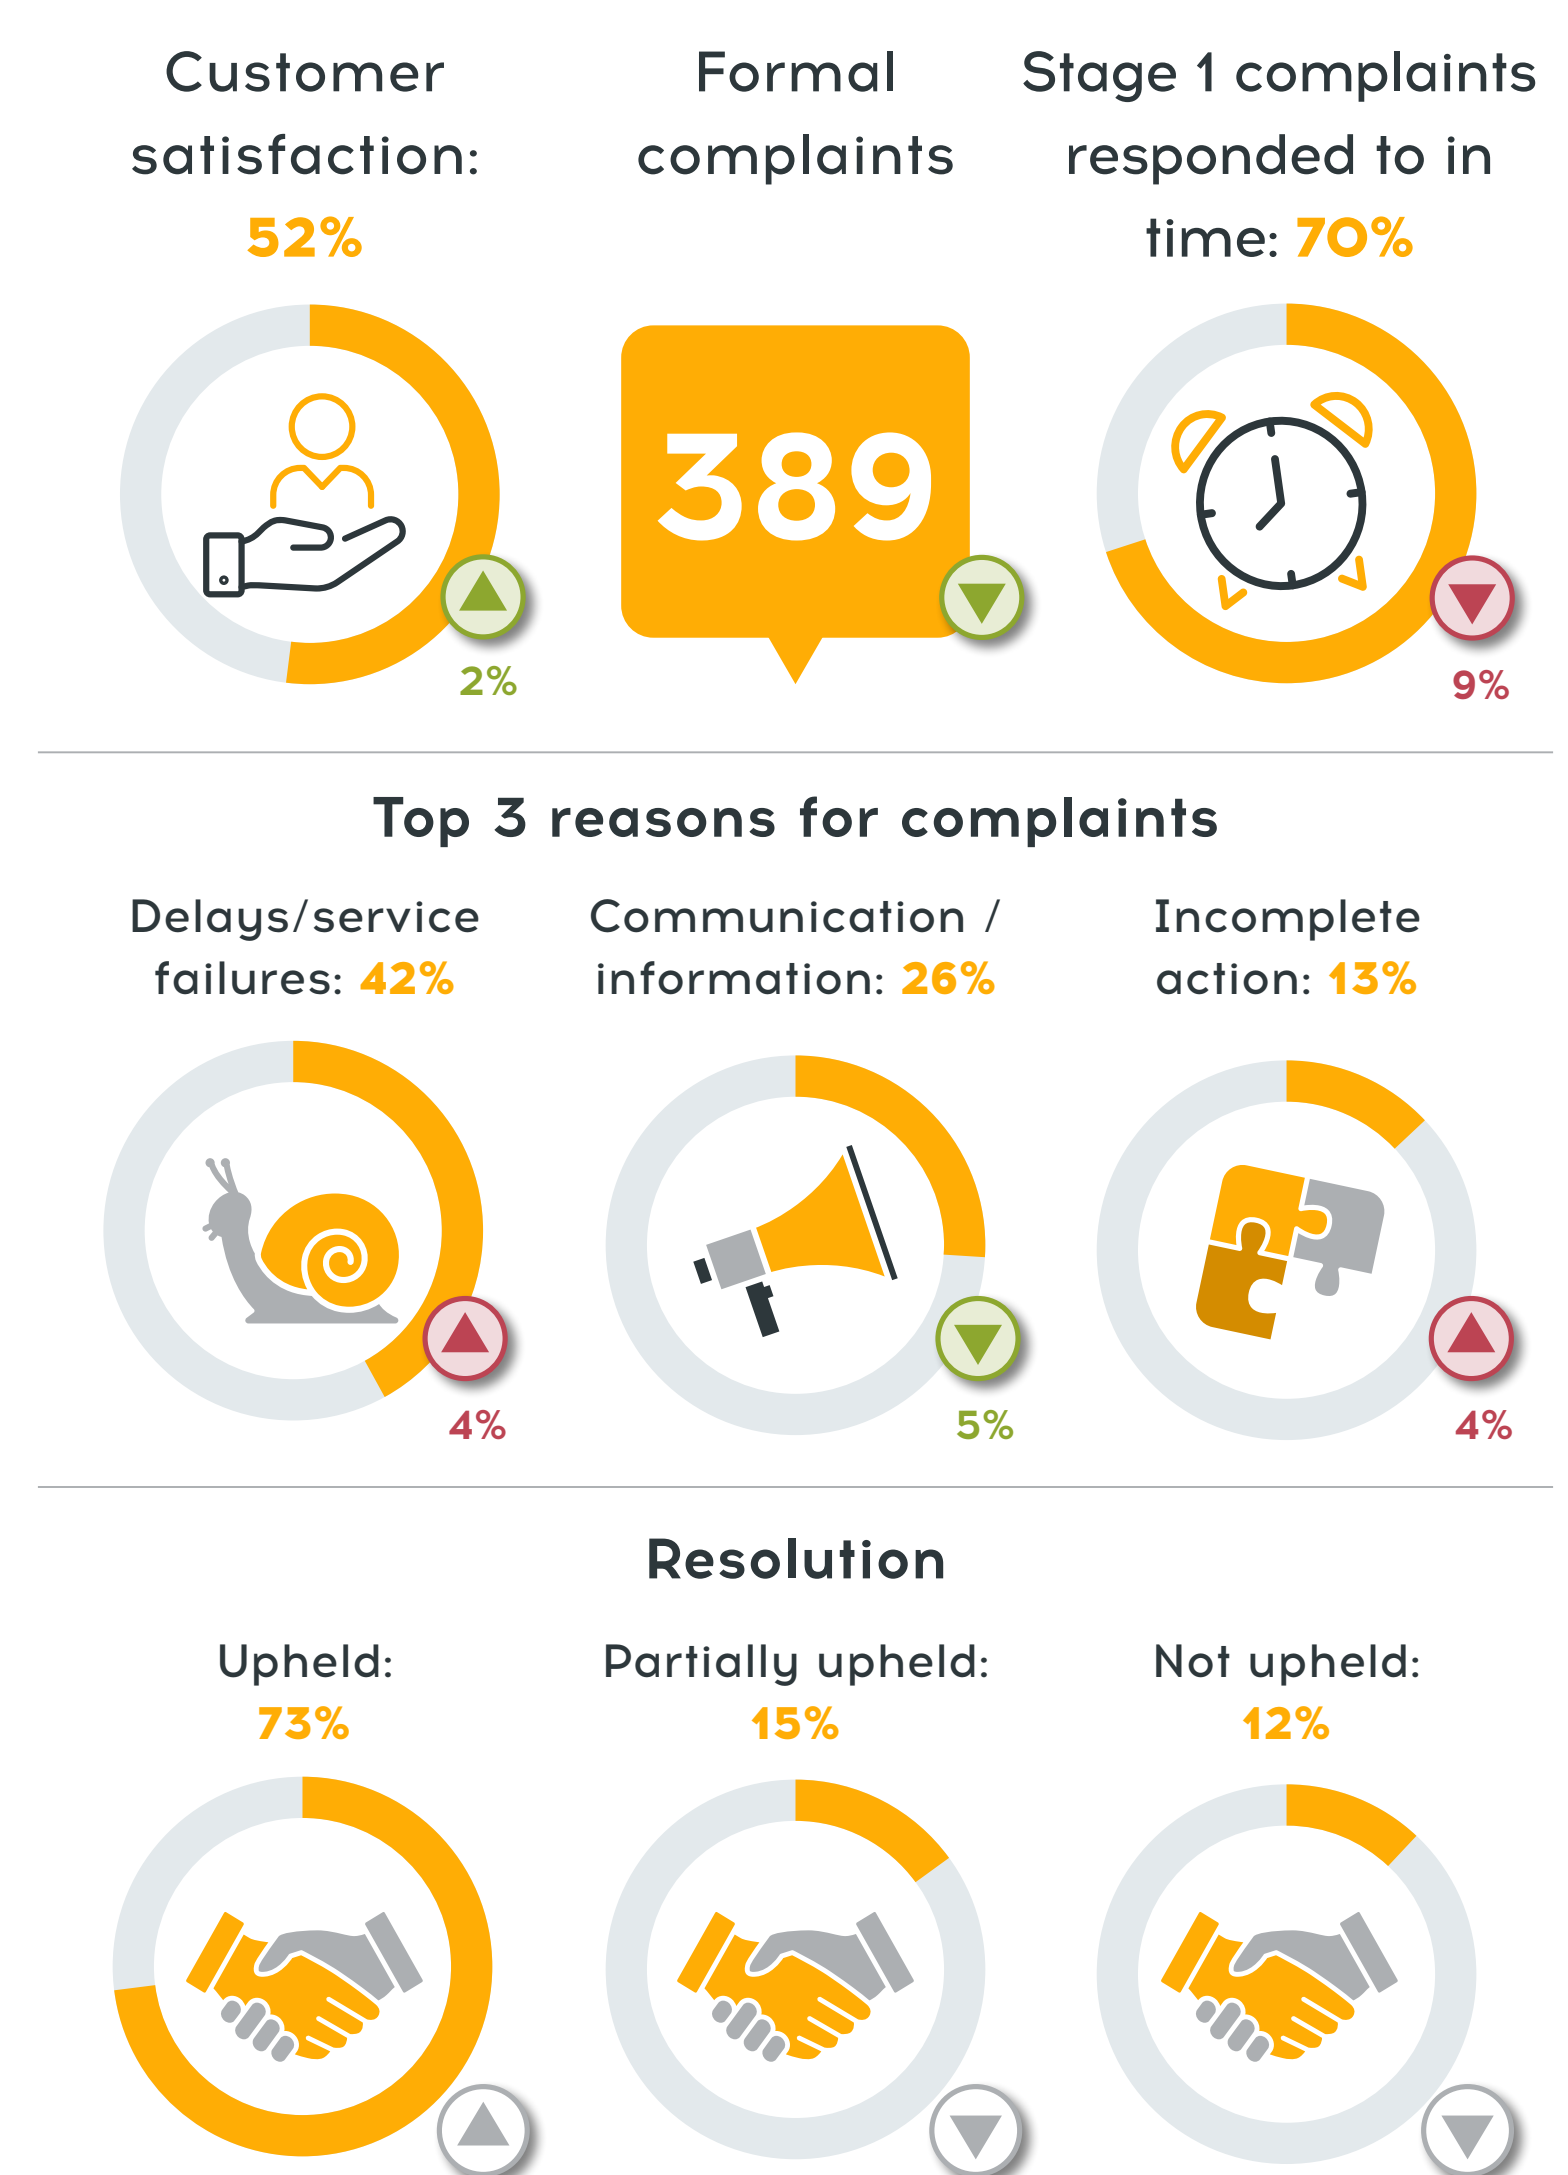 Customer
satisfaction:
52%
2%
Formal
complaints
389
Stage 1 complaints
responded to in
time: 70%
9%
Top 3 reasons for complaints
Delays/service
failures: 42%
4%
Communication /
information: 26%
5%
Incomplete
action: 13%
4%
Resolution
Upheld:
73%
Partially upheld:
15%
Not upheld:
12%